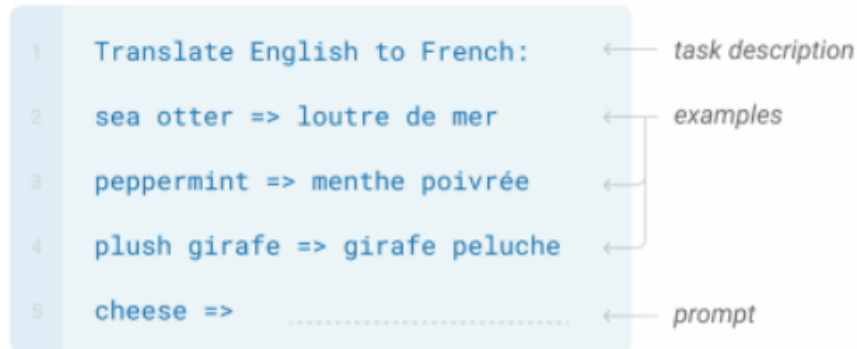 1 Translate English to French: task description
2 sea otter => loutre de mer examples
3 peppermint => menthe poivrée
4 plush girafe => girafe peluche
5 cheese => prompt